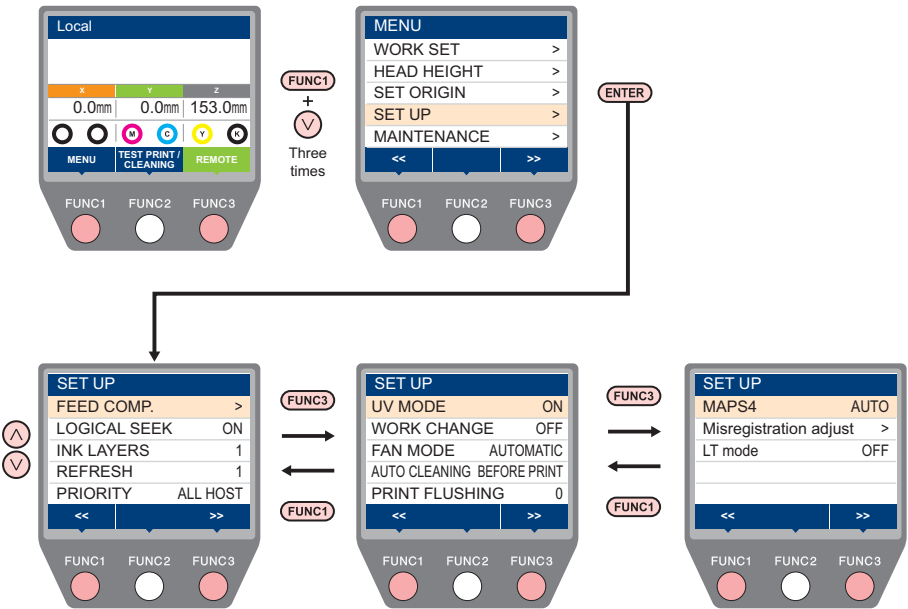 Local
X Y Z
0.0mm 0.0mm 153.0mm
M C Y K
MENU TEST PRINT / CLEANING REMOTE
FUNC1 FUNC2 FUNC3
FUNC1
+
Three
times
MENU
WORK SET >
HEAD HEIGHT >
SET ORIGIN >
SET UP >
MAINTENANCE >
<< >>
FUNC1 FUNC2 FUNC3
ENTER
SET UP
FEED COMP. >
LOGICAL SEEK ON
INK LAYERS 1
REFRESH 1
PRIORITY ALL HOST
<< >>
FUNC1 FUNC2 FUNC3
FUNC3
FUNC1
SET UP
UV MODE ON
WORK CHANGE OFF
FAN MODE AUTOMATIC
AUTO CLEANING BEFORE PRINT
PRINT FLUSHING 0
<< >>
FUNC1 FUNC2 FUNC3
FUNC3
FUNC1
SET UP
MAPS4 AUTO
Misregistration adjust >
LT mode OFF
<< >>
FUNC1 FUNC2 FUNC3